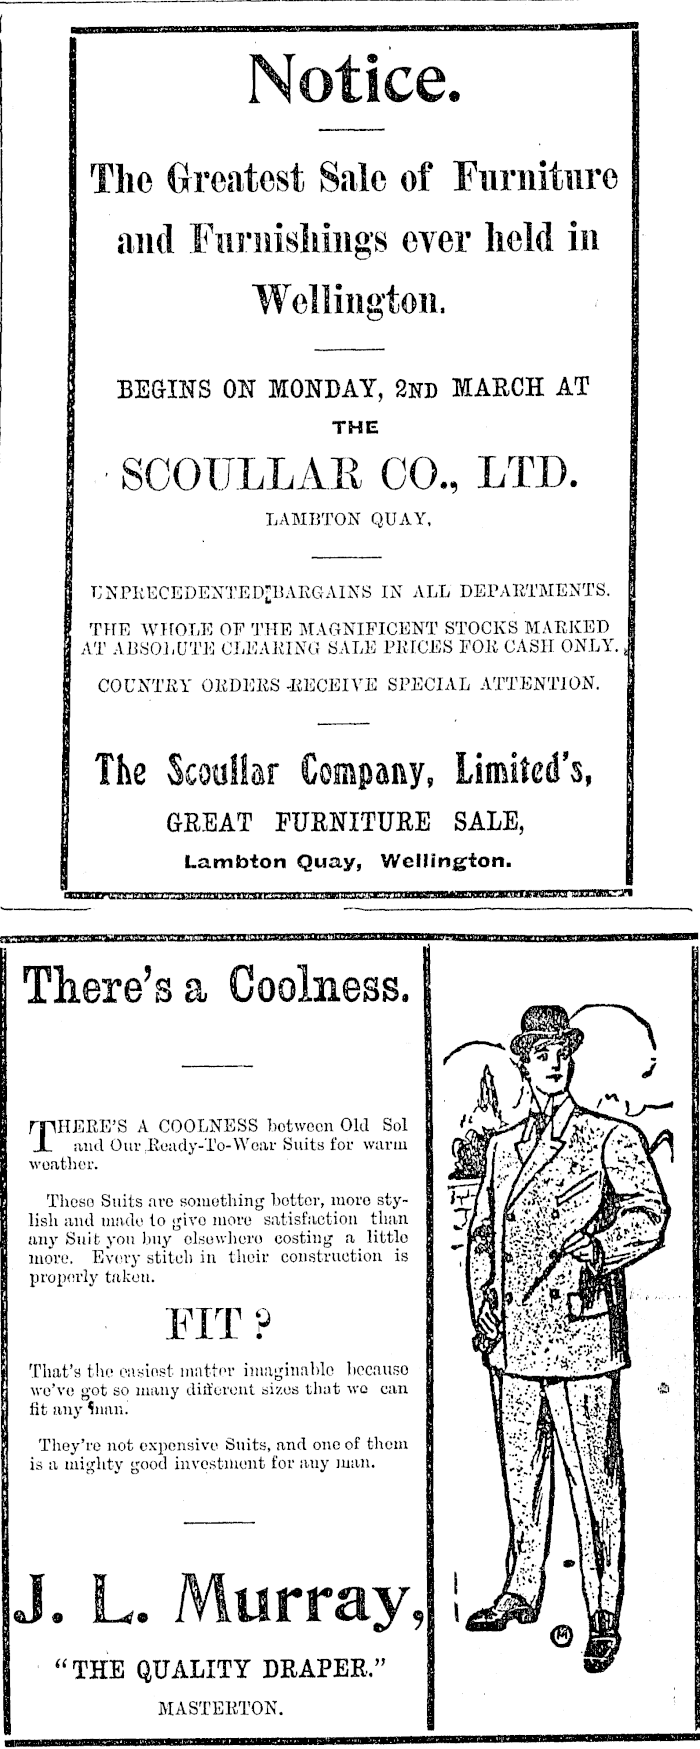 Notice.
The Greatest Sale of Furniture
and Furnishings ever held in
Wellington.
BEGINS ON MONDAY, 2ND MARCH AT
THE
SCOULLAR CO., LTD.
LAMBTON QUAY,
UNPRECEDENTED BARGAINS IN ALL DEPARTMENTS.
THE WHOLE OF THE MAGNIFICENT STOCKS MARKED
AT ABSOLUTE CLEARING SALE PRICES FOR CASH ONLY.
COUNTRY ORDERS RECEIVE SPECIAL ATTENTION.
The Scoullar Company, Limited's,
GREAT FURNITURE SALE,
Lambton Quay, Wellington.
There's a Coolness.
THERE'S A COOLNESS between Old Sol
and Our Ready-To-Wear Suits for warm
weather.
These Suits are something better, more sty-
lish and made to give more satisfaction than
any Suit you buy elsewhere costing a little
more. Every stitch in their construction is
properly taken.
FIT?
That's the easiest matter imaginable because
we've got so many different sizes that we can
fit any man.
They're not expensive Suits, and one of them
is a mighty good investment for any man.
J. L. Murray,
"THE QUALITY DRAPER."
MASTERTON.
M